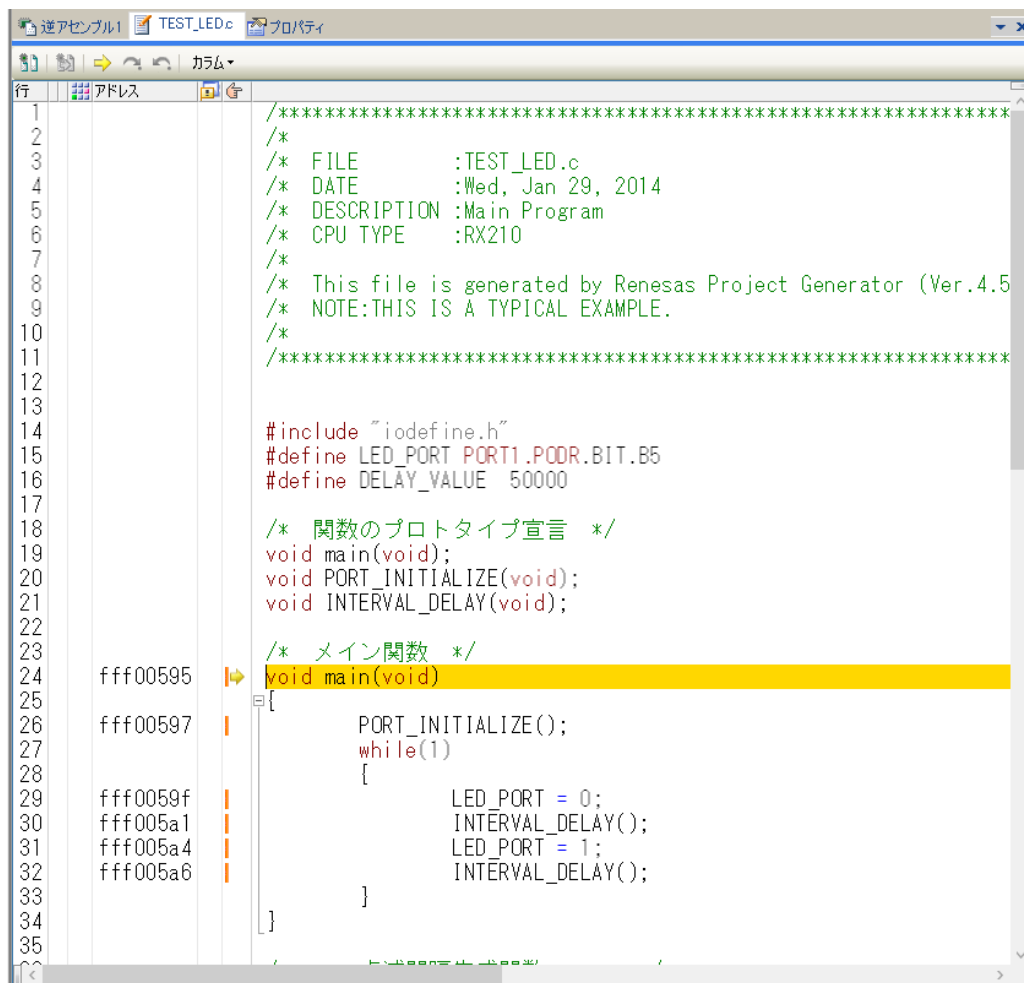 逆アセンブル1 TEST_LED.c プロパティ
カラム
行 アドレス
1 /***************************************************************
2 /*
3 /* FILE :TEST_LED.c
4 /* DATE :Wed, Jan 29, 2014
5 /* DESCRIPTION :Main Program
6 /* CPU TYPE :RX210
7 /*
8 /* This file is generated by Renesas Project Generator (Ver.4.5
9 /* NOTE:THIS IS A TYPICAL EXAMPLE.
10 /*
11 /***************************************************************
12
13
14 #include "iodefine.h"
15 #define LED_PORT PORT1.PODR.BIT.B5
16 #define DELAY_VALUE 50000
17
18 /* 関数のプロトタイプ宣言 */
19 void main(void);
20 void PORT_INITIALIZE(void);
21 void INTERVAL_DELAY(void);
22
23 /* メイン関数 */
24 fff00595 void main(void)
25 {
26 fff00597 PORT_INITIALIZE();
27 while(1)
28 {
29 fff0059f LED_PORT = 0;
30 fff005a1 INTERVAL_DELAY();
31 fff005a4 LED_PORT = 1;
32 fff005a6 INTERVAL_DELAY();
33 }
34 }
35